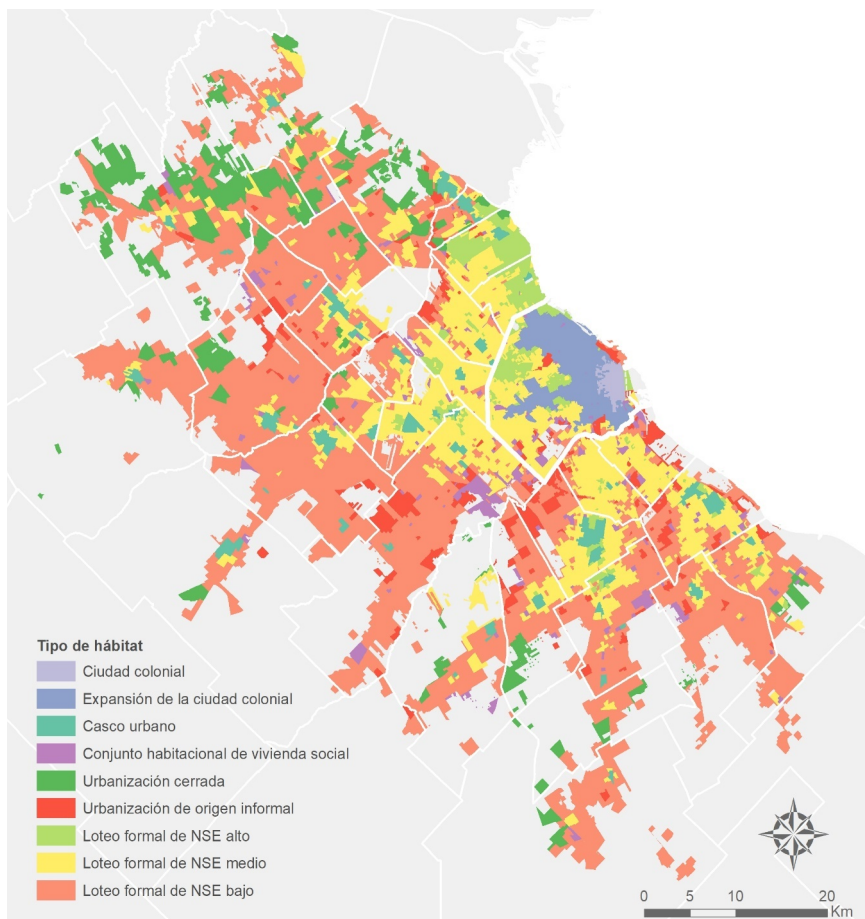 Tipo de hábitat
Ciudad colonial
Expansión de la ciudad colonial
Casco urbano
Conjunto habitacional de vivienda social
Urbanización cerrada
Urbanización de origen informal
Loteo formal de NSE alto
Loteo formal de NSE medio
Loteo formal de NSE bajo
0 5 10 20
Km